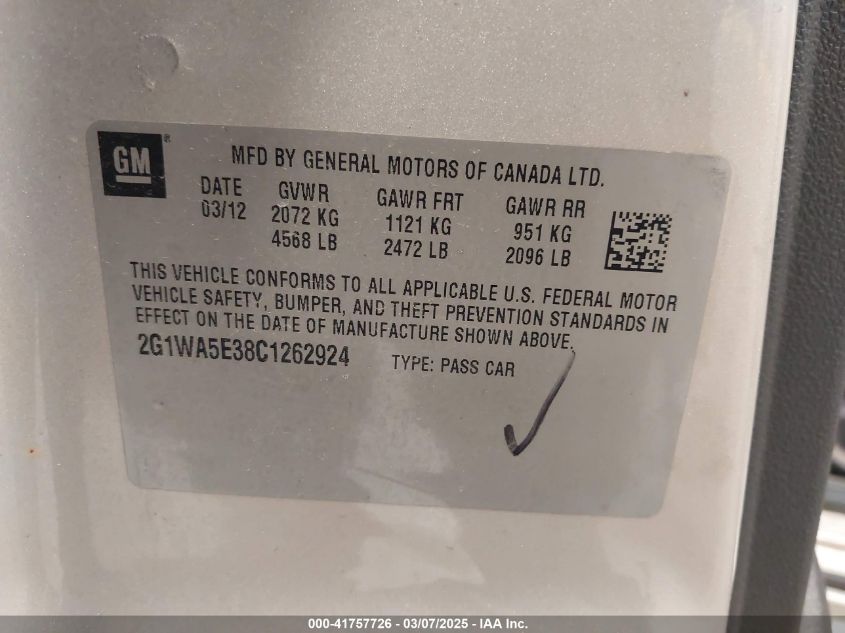 GM
MFD BY GENERAL MOTORS OF CANADA LTD.
DATE GVWR GAWR FRT GAWR RR
03/12 2072 KG 1121 KG 951 KG
4568 LB 2472 LB 2096 LB
THIS VEHICLE CONFORMS TO ALL APPLICABLE U.S. FEDERAL MOTOR
VEHICLE SAFETY, BUMPER, AND THEFT PREVENTION STANDARDS IN
EFFECT ON THE DATE OF MANUFACTURE SHOWN ABOVE.
2G1WA5E38C1262924 TYPE: PASS CAR
000-41757726 - 03/07/2025 - IAA Inc.